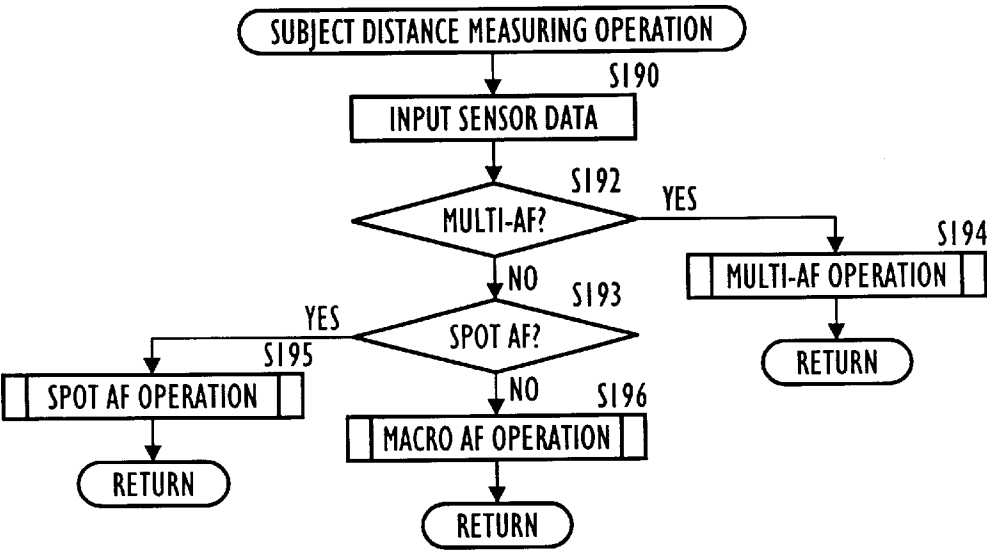 SUBJECT DISTANCE MEASURING OPERATION
S190
INPUT SENSOR DATA
S192
MULTI-AF?
YES
S194
MULTI-AF OPERATION
NO
S193
RETURN
SPOT AF?
YES
S195
SPOT AF OPERATION
NO
S196
MACRO AF OPERATION
RETURN
RETURN